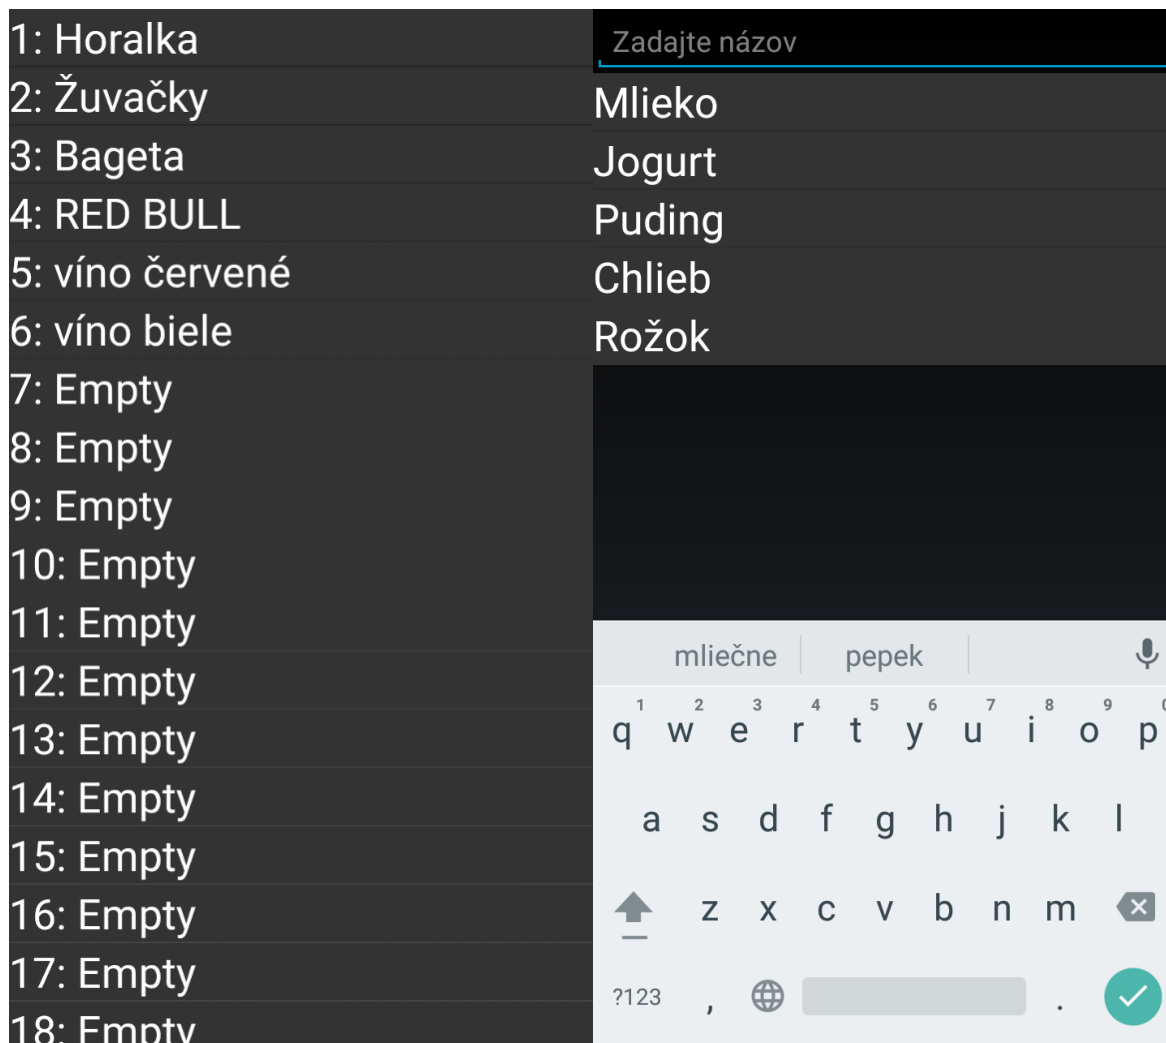 1: Horalka
2: Žuvačky
3: Bageta
4: RED BULL
5: víno červené
6: víno biele
7: Empty
8: Empty
9: Empty
10: Empty
11: Empty
12: Empty
13: Empty
14: Empty
15: Empty
16: Empty
17: Empty
18: Empty
Zadajte názov
Mlieko
Jogurt
Puding
Chlieb
Rožok
mliečne pepek
1 2 3 4 5 6 7 8 9 0
q w e r t y u i o p
a s d f g h j k l
z x c v b n m
?123 , .